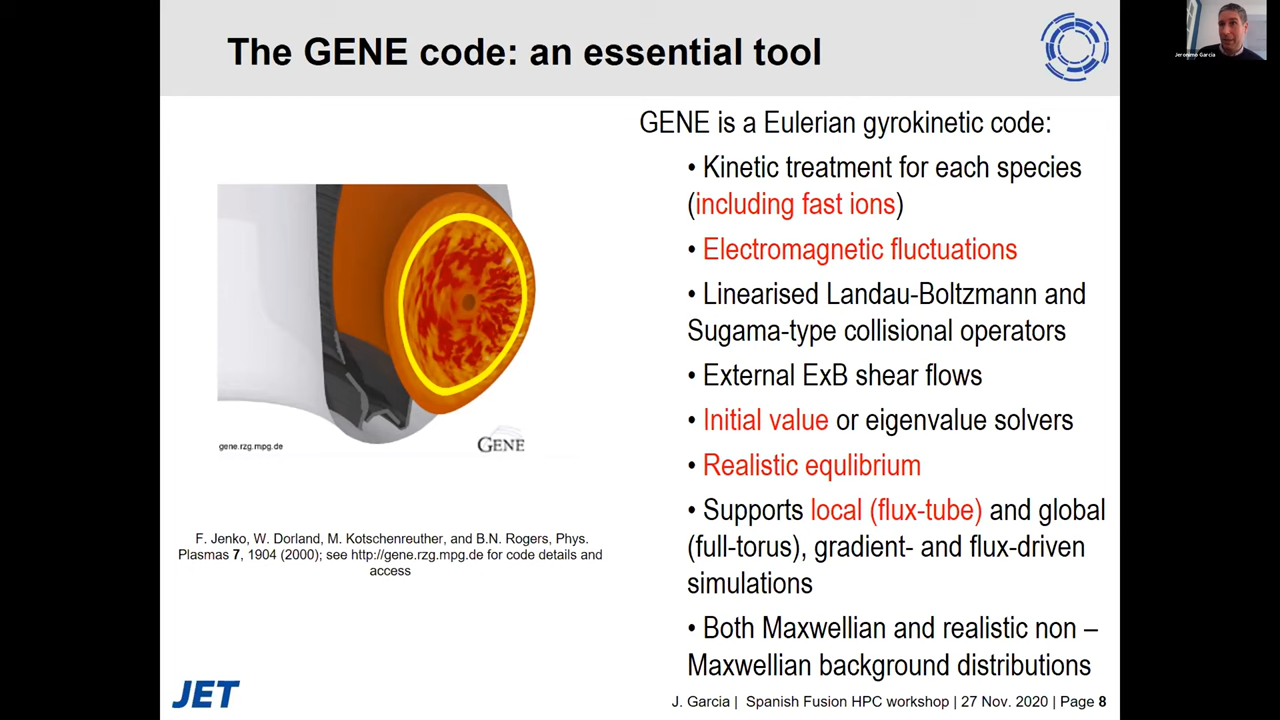 The GENE code: an essential tool
Jeronimo Garcia
GENE is a Eulerian gyrokinetic code:
• Kinetic treatment for each species
(including fast ions)
• Electromagnetic fluctuations
• Linearised Landau-Boltzmann and
Sugama-type collisional operators
• External ExB shear flows
• Initial value or eigenvalue solvers
• Realistic equlibrium
• Supports local (flux-tube) and global
(full-torus), gradient- and flux-driven
simulations
• Both Maxwellian and realistic non –
Maxwellian background distributions
gene.rzg.mpg.de
GENE
F. Jenko, W. Dorland, M. Kotschenreuther, and B.N. Rogers, Phys.
Plasmas 7, 1904 (2000); see http://gene.rzg.mpg.de for code details and
access
JET
J. Garcia | Spanish Fusion HPC workshop | 27 Nov. 2020 | Page 8